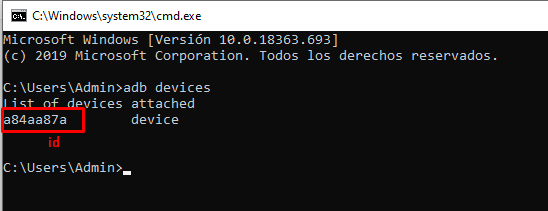 C:\Windows\system32\cmd.exe
Microsoft Windows [Versión 10.0.18363.693]
(c) 2019 Microsoft Corporation. Todos los derechos reservados.
C:\Users\Admin>adb devices
List of devices attached
a84aa87a device
id
C:\Users\Admin>